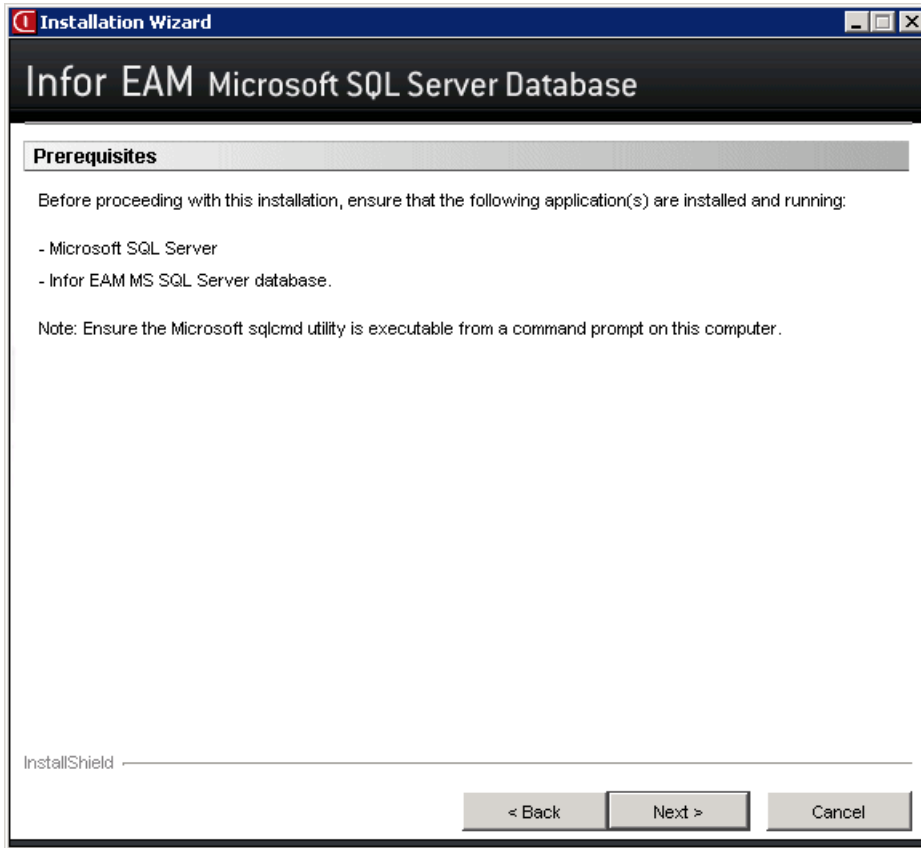 Installation Wizard
Infor EAM Microsoft SQL Server Database
Prerequisites
Before proceeding with this installation, ensure that the following application(s) are installed and running:
- Microsoft SQL Server
- Infor EAM MS SQL Server database.
Note: Ensure the Microsoft sqlcmd utility is executable from a command prompt on this computer.
InstallShield
< Back Next > Cancel